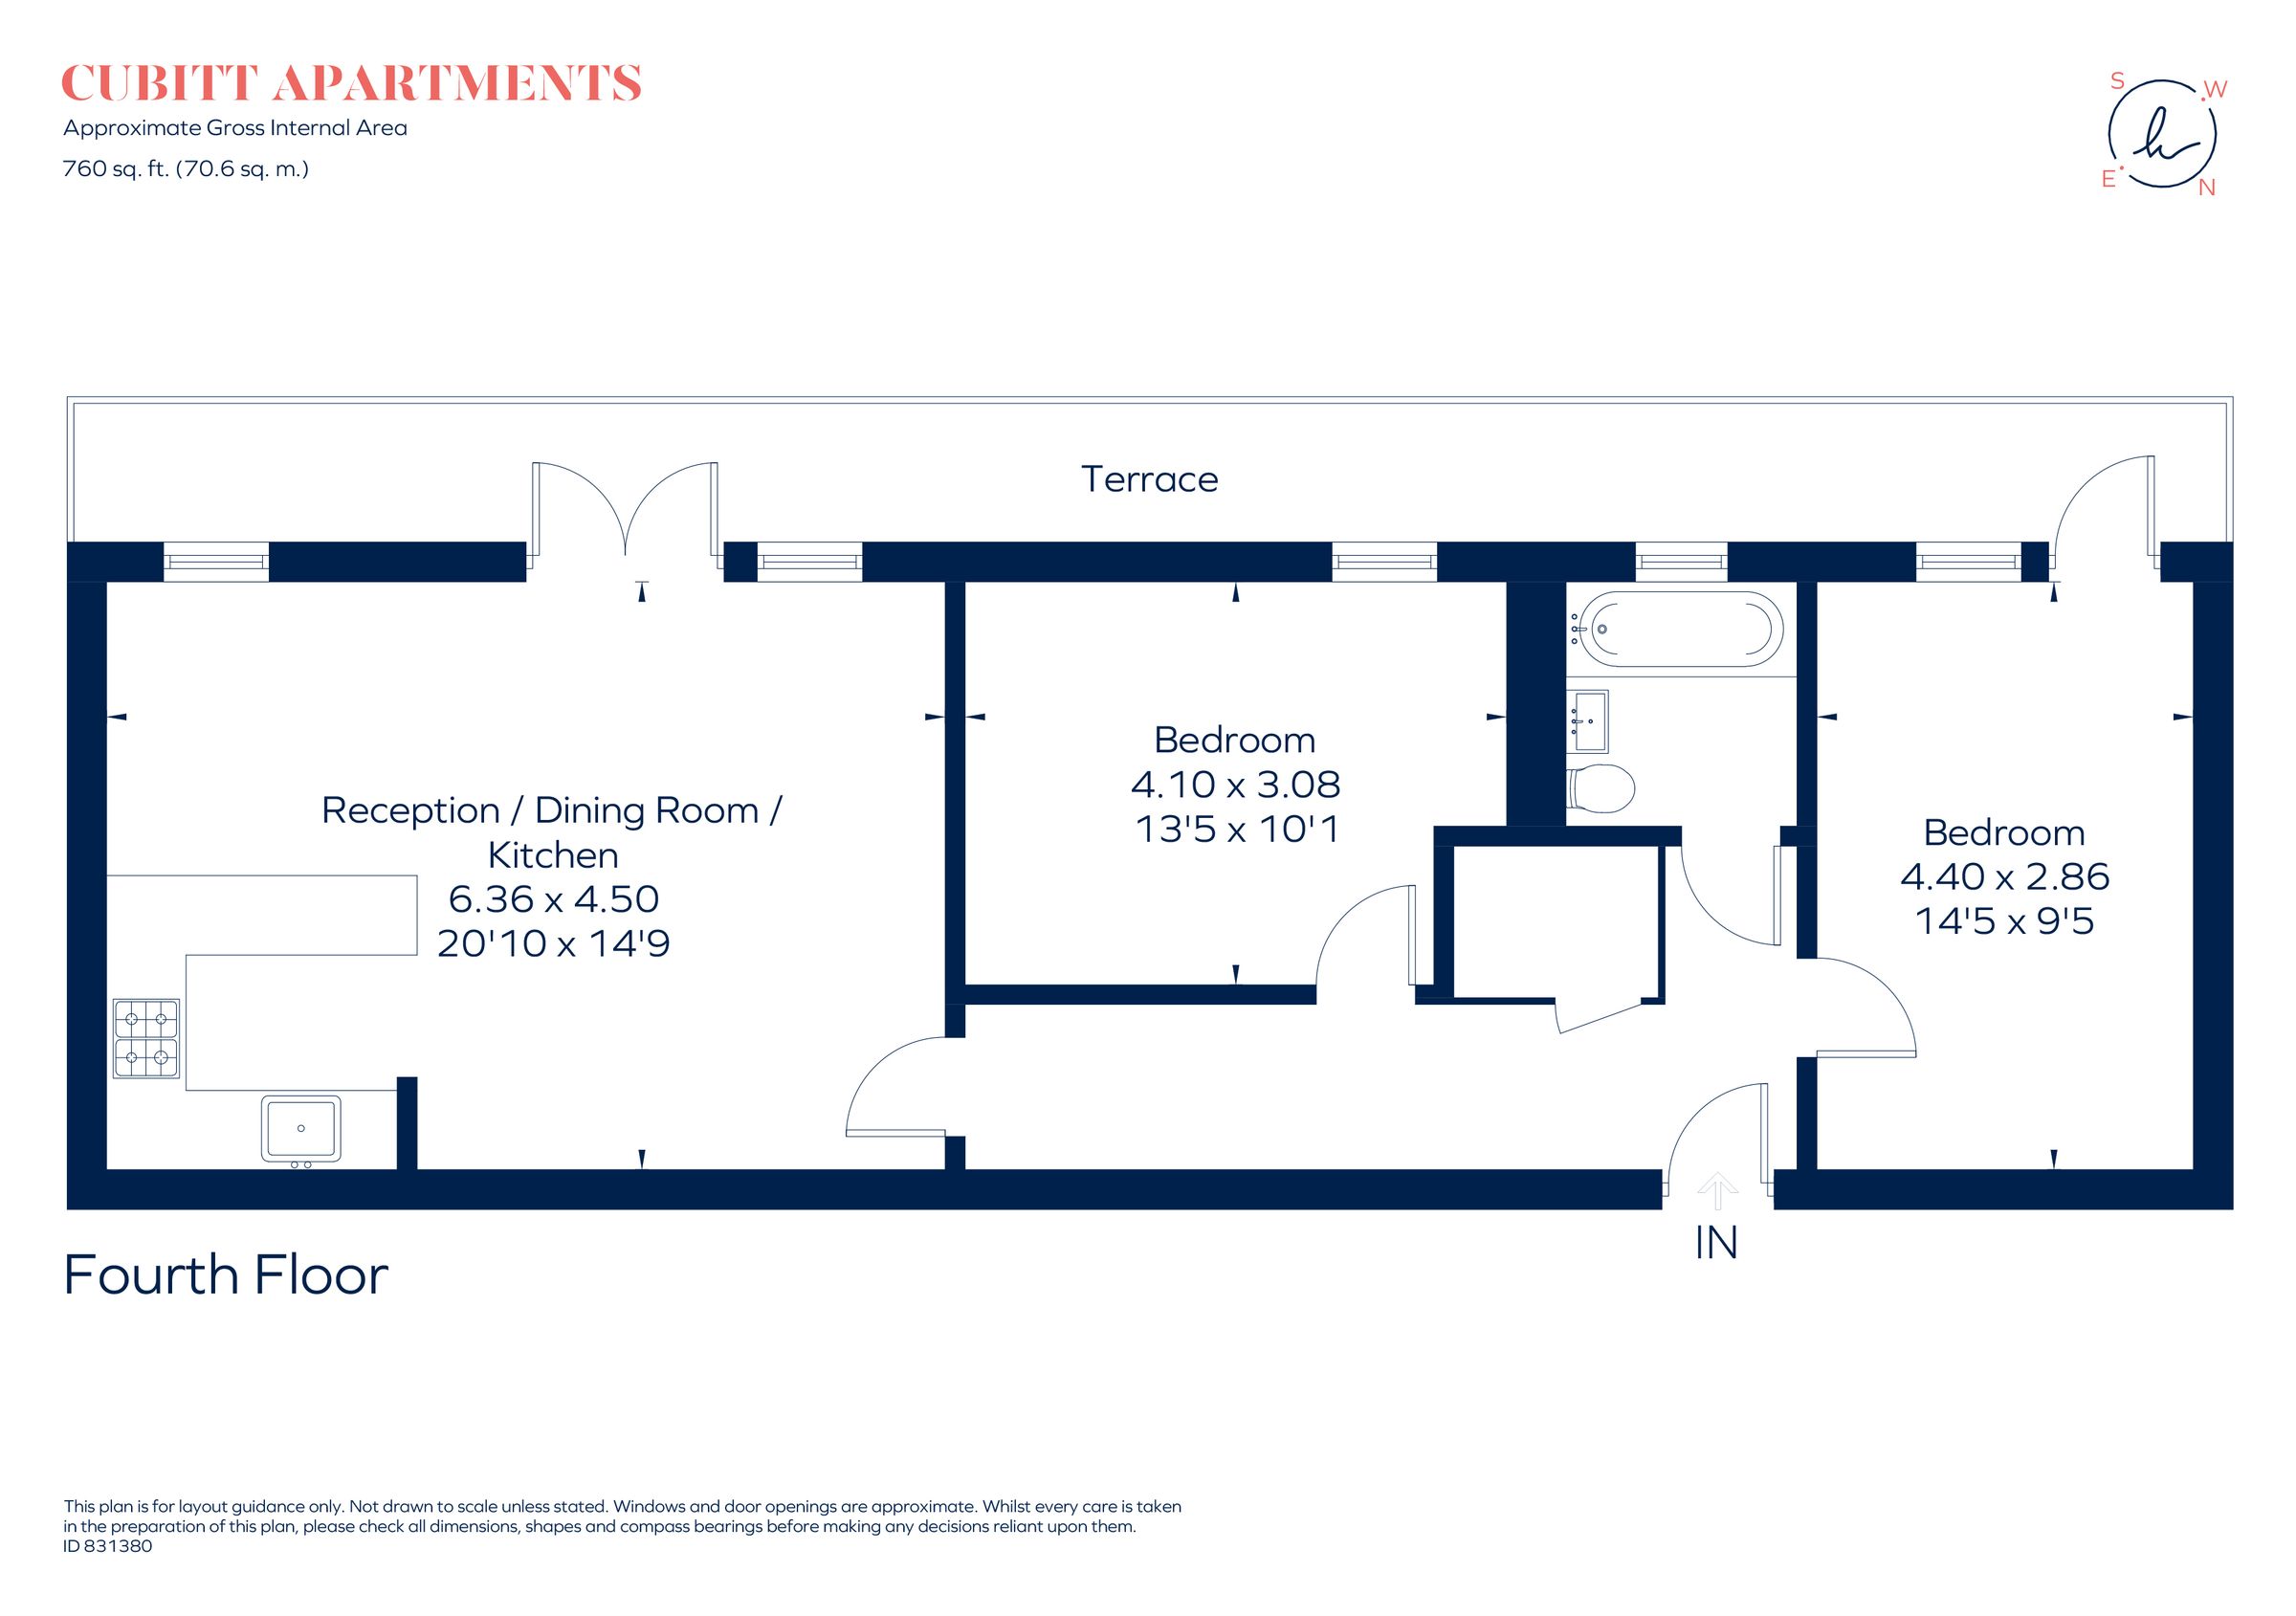 CUBITT APARTMENTS
Approximate Gross Internal Area
760 sq. ft. (70.6 sq. m.)
S
W
E
N
Terrace
Reception / Dining Room /
Kitchen
6.36 x 4.50
20'10 x 14'9
Bedroom
4.10 x 3.08
13'5 x 10'1
Bedroom
4.40 x 2.86
14'5 x 9'5
IN
Fourth Floor
This plan is for layout guidance only. Not drawn to scale unless stated. Windows and door openings are approximate. Whilst every care is taken
in the preparation of this plan, please check all dimensions, shapes and compass bearings before making any decisions reliant upon them.
ID 831380